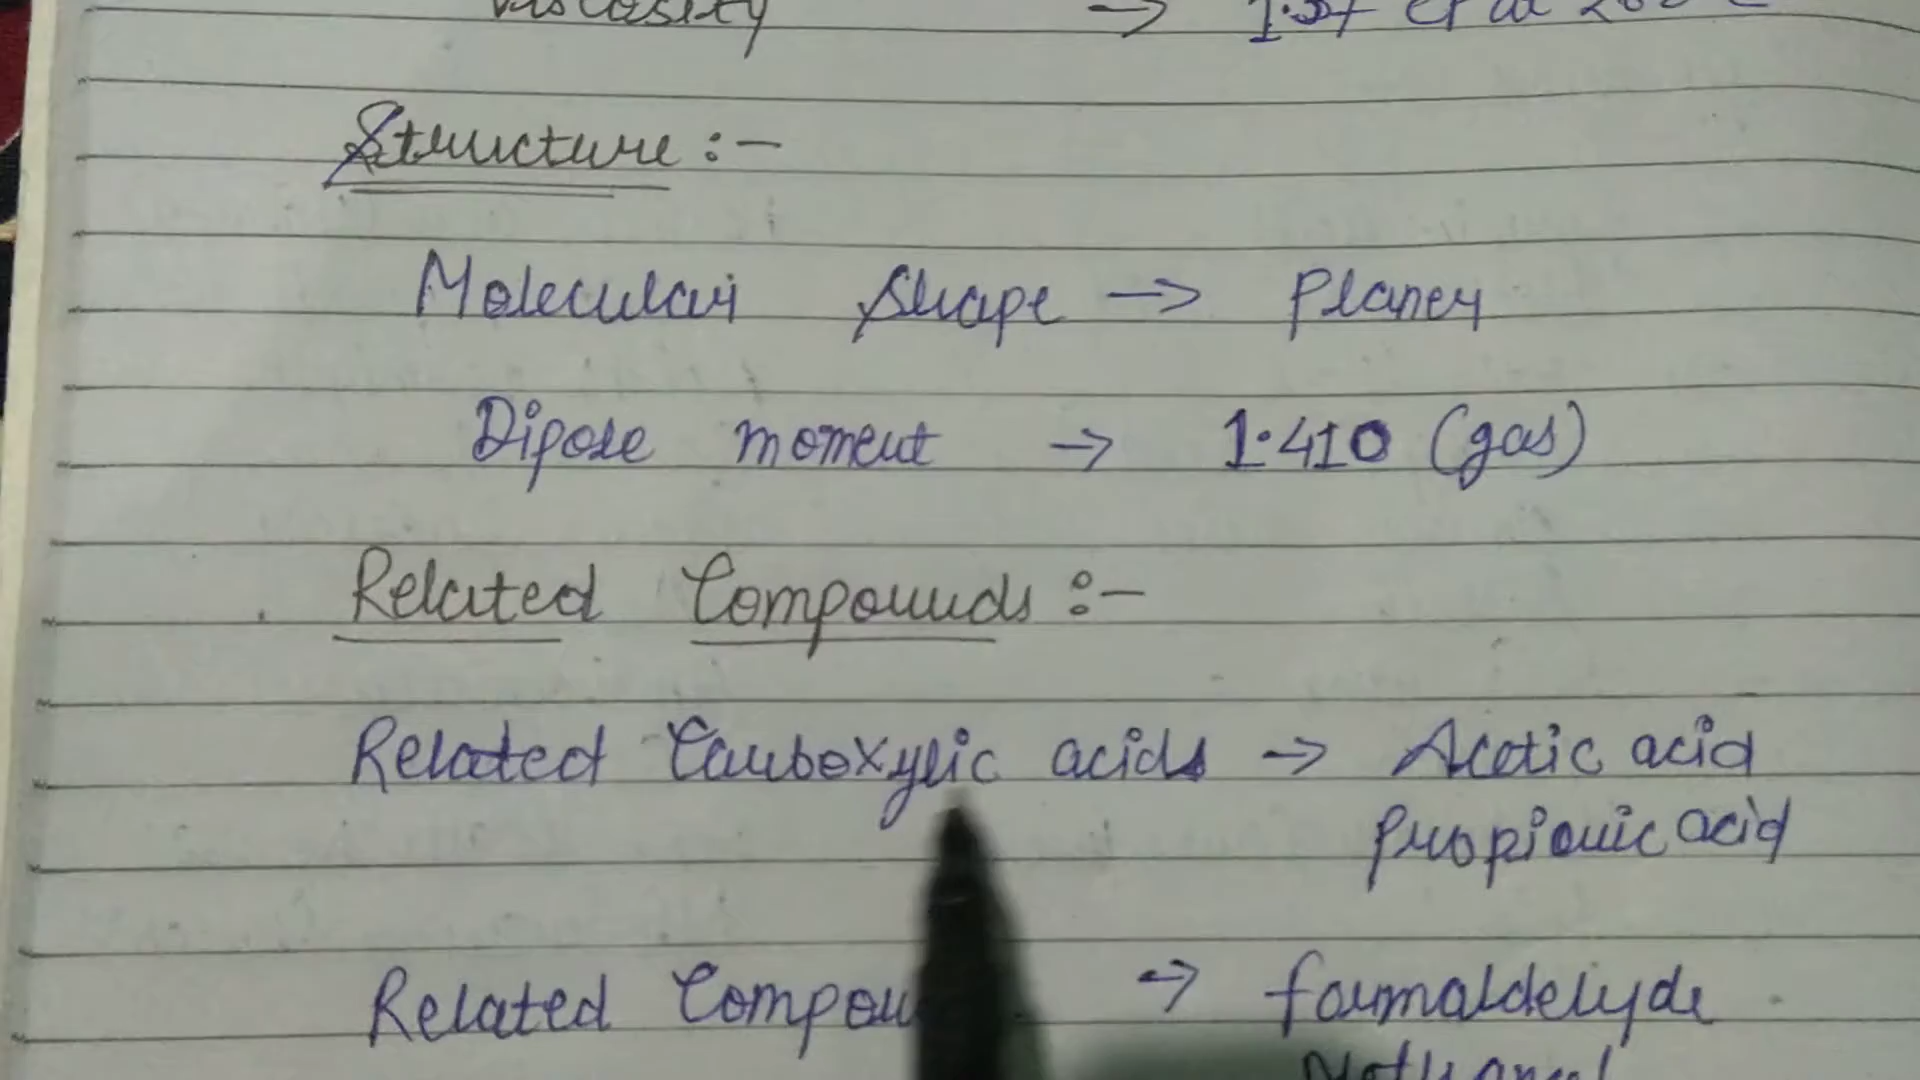 Viscosity →
Structure :-
Molecular Shape → Planer
Dipole moment → 1.410 (gas)
Related Compounds :-
Related Carboxylic acids → Acetic acid
Propionic acid
Related →
formaldehyde